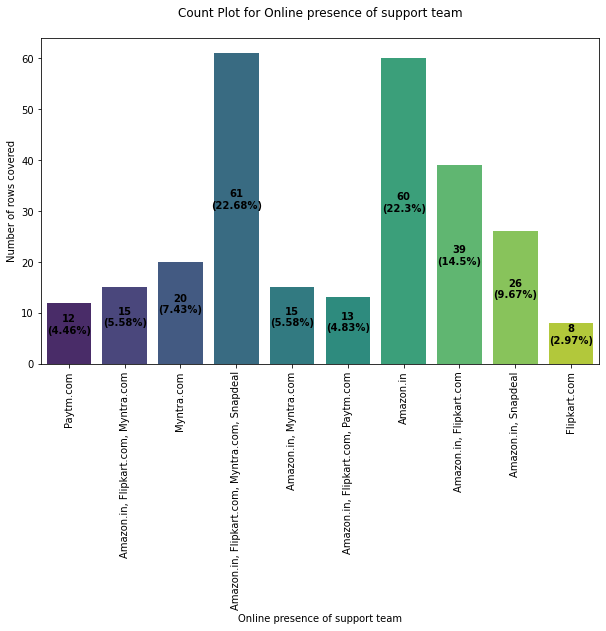 Count Plot for Online presence of support team
Number of rows covered
60
50
40
30
20
10
0
12
(4.46%)
15
(5.58%)
20
(7.43%)
61
(22.68%)
15
(5.58%)
13
(4.83%)
60
(22.3%)
39
(14.5%)
26
(9.67%)
8
(2.97%)
Paytm.com
Amazon.in, Flipkart.com, Myntra.com
Myntra.com
Amazon.in, Flipkart.com, Myntra.com, Snapdeal
Amazon.in, Myntra.com
Amazon.in, Flipkart.com, Paytm.com
Amazon.in
Amazon.in, Flipkart.com
Amazon.in, Snapdeal
Flipkart.com
Online presence of support team